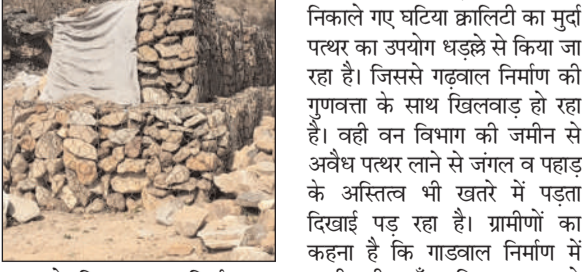 निकाले गए घटिया क्रालिटी का मुर्दा
पत्थर का उपयोग धड़ल्ले से किया जा
रहा है। जिससे गढ़वाल निर्माण की
गुणवत्ता के साथ खिलवाड़ हो रहा
है। वही वन विभाग की जमीन से
अवैध पत्थर लाने से जंगल व पहाड़
के अस्तित्व भी खतरे में पड़ता
दिखाई पड़ रहा है। ग्रामीणों का
कहना है कि गाडवाल निर्माण में